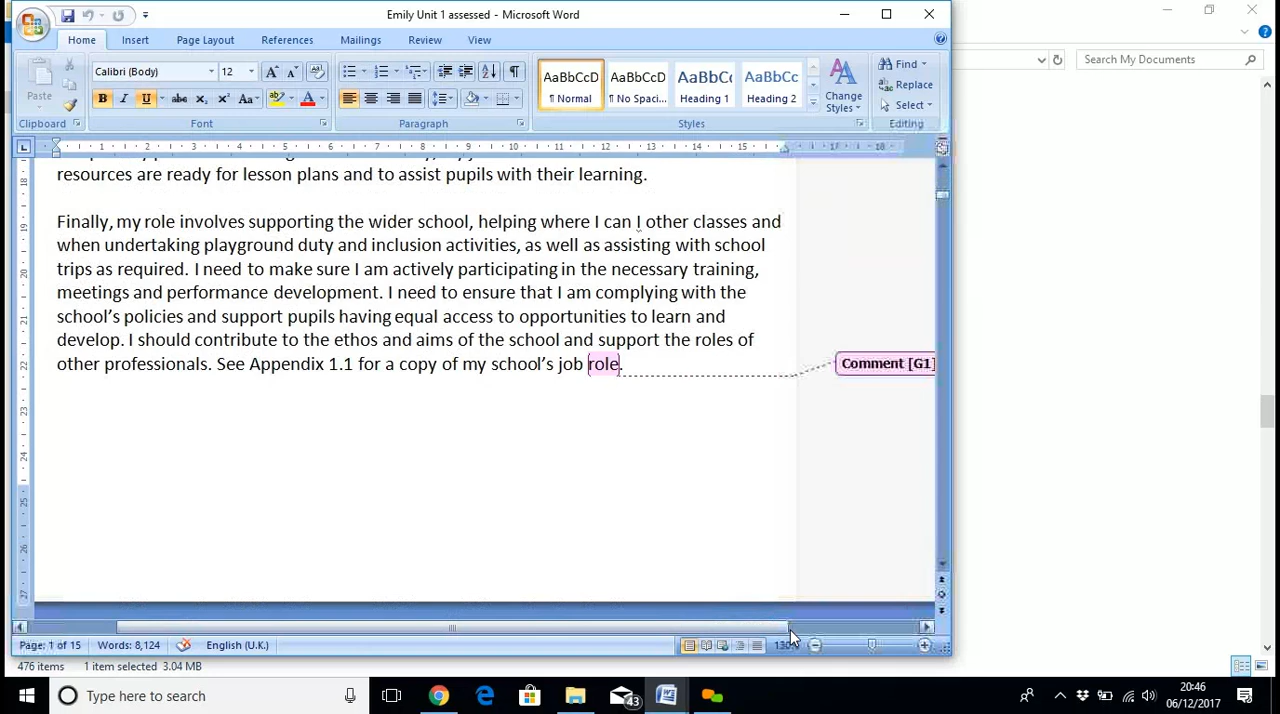 Emily Unit 1 assessed - Microsoft Word
Home Insert Page Layout References Mailings Review View
Search My Documents
Paste
Calibri (Body) 12
AaBbCcD AaBbCcD AaBbC AaBbCc
¶ Normal ¶ No Spaci... Heading 1 Heading 2
Change Styles
Find
Replace
Select
Clipboard Font Paragraph Styles Editing
resources are ready for lesson plans and to assist pupils with their learning.
Finally, my role involves supporting the wider school, helping where I can I other classes and
when undertaking playground duty and inclusion activities, as well as assisting with school
trips as required. I need to make sure I am actively participating in the necessary training,
meetings and performance development. I need to ensure that I am complying with the
school's policies and support pupils having equal access to opportunities to learn and
develop. I should contribute to the ethos and aims of the school and support the roles of
other professionals. See Appendix 1.1 for a copy of my school's job role.
Comment [G1]
Page: 1 of 15 Words: 8,124 English (U.K.) 130%
476 items 1 item selected 3.04 MB
Type here to search
43
20:46
06/12/2017